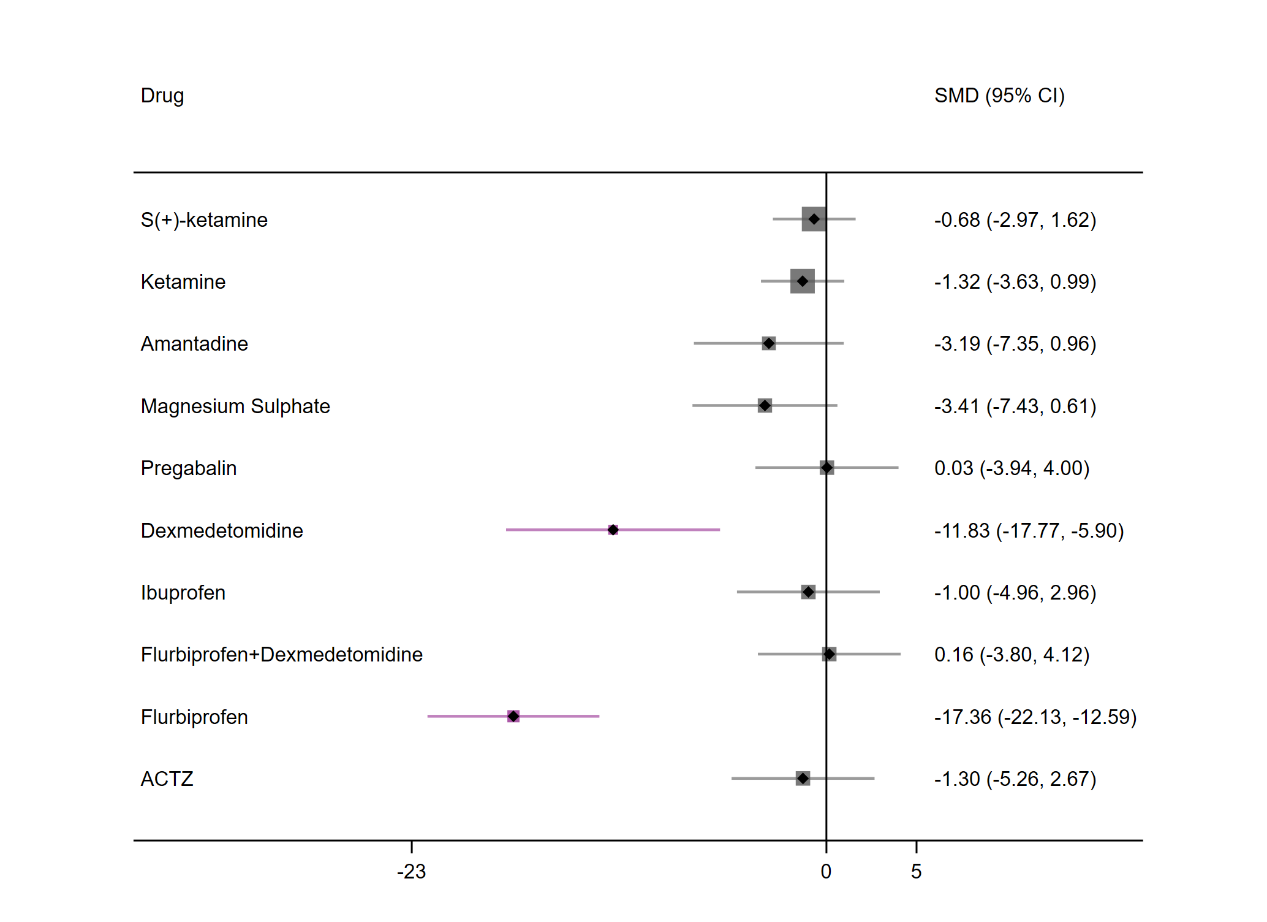 Drug SMD (95% CI)
S(+)-ketamine -0.68 (-2.97, 1.62)
Ketamine -1.32 (-3.63, 0.99)
Amantadine -3.19 (-7.35, 0.96)
Magnesium Sulphate -3.41 (-7.43, 0.61)
Pregabalin 0.03 (-3.94, 4.00)
Dexmedetomidine -11.83 (-17.77, -5.90)
Ibuprofen -1.00 (-4.96, 2.96)
Flurbiprofen+Dexmedetomidine 0.16 (-3.80, 4.12)
Flurbiprofen -17.36 (-22.13, -12.59)
ACTZ -1.30 (-5.26, 2.67)
-23 0 5